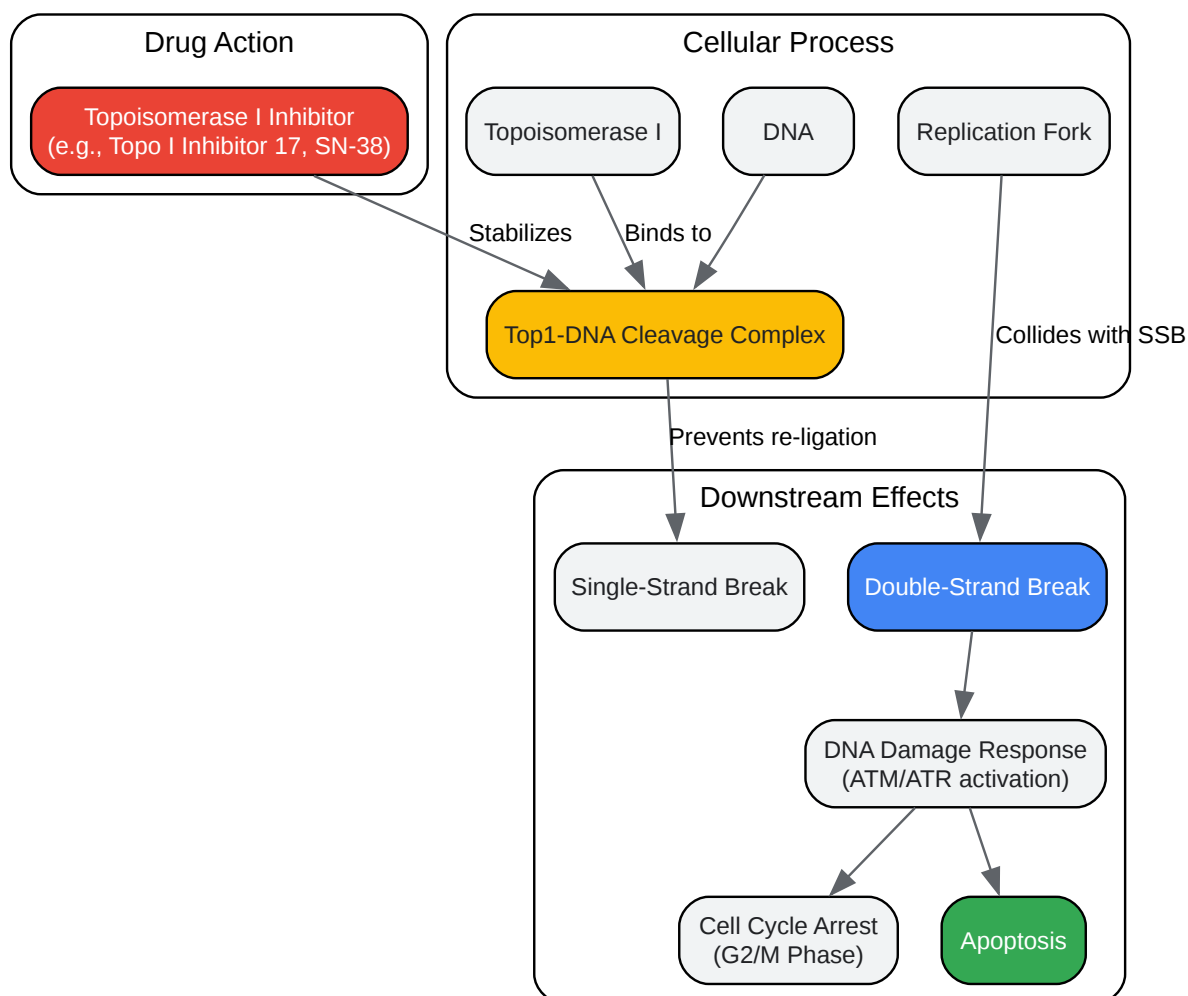 Drug Action
Cellular Process
Topoisomerase I Inhibitor
(e.g., Topo I Inhibitor 17, SN-38)
Topoisomerase I
DNA
Replication Fork
Stabilizes
Binds to
Top1-DNA Cleavage Complex
Collides with SSB
Prevents re-ligation
Downstream Effects
Single-Strand Break
Double-Strand Break
DNA Damage Response
(ATM/ATR activation)
Cell Cycle Arrest
(G2/M Phase)
Apoptosis